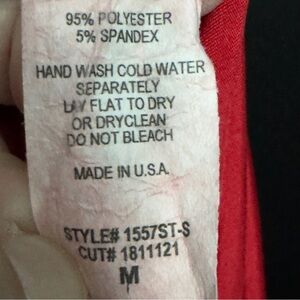 95% POLYESTER
5% SPANDEX
HAND WASH COLD WATER
SEPARATELY
LAY FLAT TO DRY
OR DRYCLEAN
DO NOT BLEACH
MADE IN U.S.A.
STYLE# 1557ST-S
CUT# 1811121
M